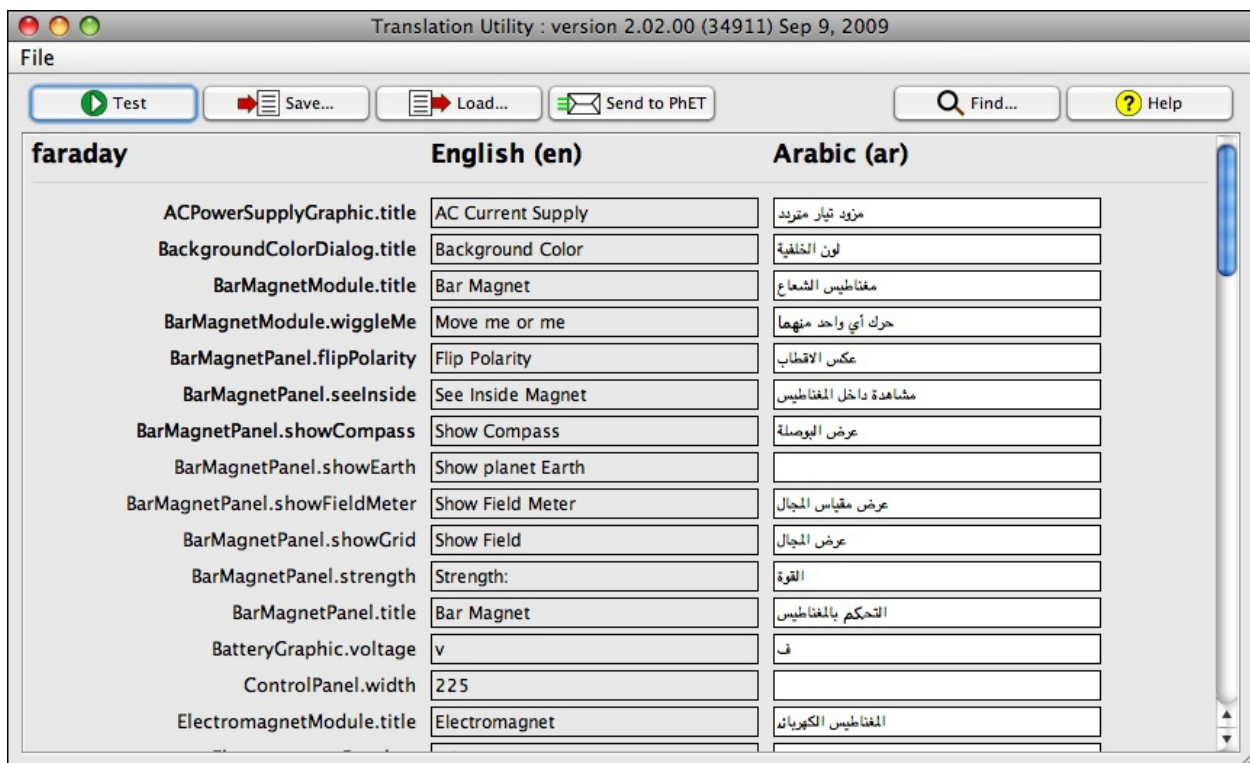 Translation Utility : version 2.02.00 (34911) Sep 9, 2009
File
Test Save... Load... Send to PhET Find... Help
faraday English (en) Arabic (ar)
ACPowerSupplyGraphic.title AC Current Supply مزود تيار متردد
BackgroundColorDialog.title Background Color لون الخلفية
BarMagnetModule.title Bar Magnet مغناطيس الشعاع
BarMagnetModule.wiggleMe Move me or me حرك أي واحد منهما
BarMagnetPanel.flipPolarity Flip Polarity عكس الاقطاب
BarMagnetPanel.seeInside See Inside Magnet مشاهدة داخل المغناطيس
BarMagnetPanel.showCompass Show Compass عرض البوصلة
BarMagnetPanel.showEarth Show planet Earth
BarMagnetPanel.showFieldMeter Show Field Meter عرض مقياس المجال
BarMagnetPanel.showGrid Show Field عرض المجال
BarMagnetPanel.strength Strength: القوة
BarMagnetPanel.title Bar Magnet التحكم بالمغناطيس
BatteryGraphic.voltage v ف
ControlPanel.width 225
ElectromagnetModule.title Electromagnet المغناطيس